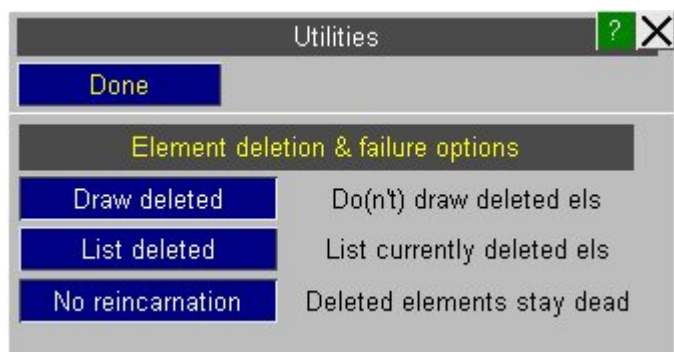 Utilities ?
Done
Element deletion & failure options
Draw deleted Do(n't) draw deleted els
List deleted List currently deleted els
No reincarnation Deleted elements stay dead